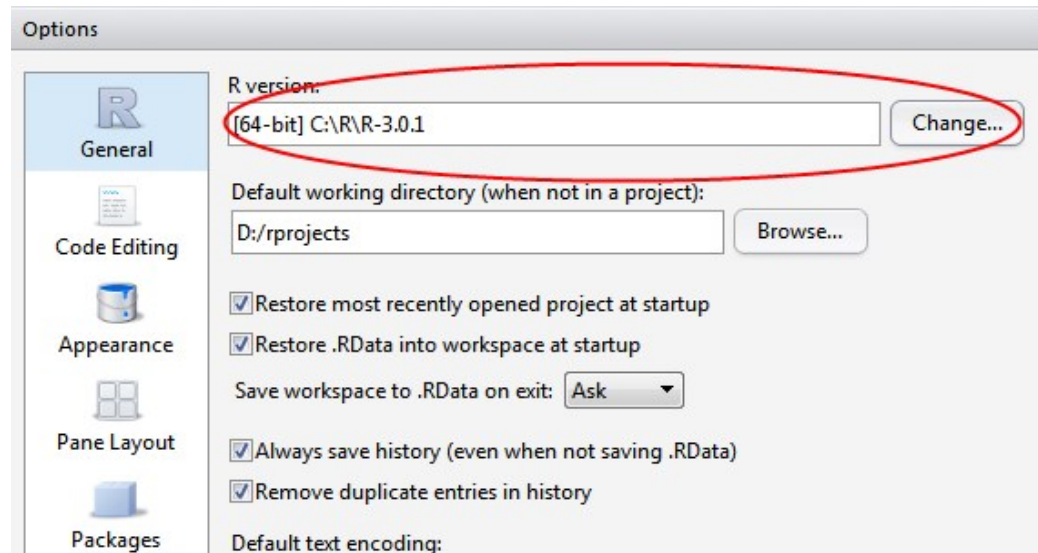 Options
R version:
[64-bit] C:\R\R-3.0.1
Change...
General
Default working directory (when not in a project):
D:/rprojects
Browse...
Code Editing
Restore most recently opened project at startup
Restore .RData into workspace at startup
Appearance
Save workspace to .RData on exit: Ask
Pane Layout
Always save history (even when not saving .RData)
Remove duplicate entries in history
Packages
Default text encoding: